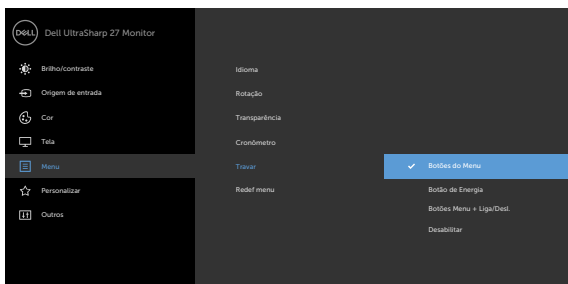 DELL
Dell UltraSharp 27 Monitor
Brilho/contraste
Origem de entrada
Cor
Tela
Menu
Personalizar
Outros
Idioma
Rotação
Transparência
Cronômetro
Travar
Redef menu
Botões do Menu
Botão de Energia
Botões Menu + Liga/Desl.
Desabilitar